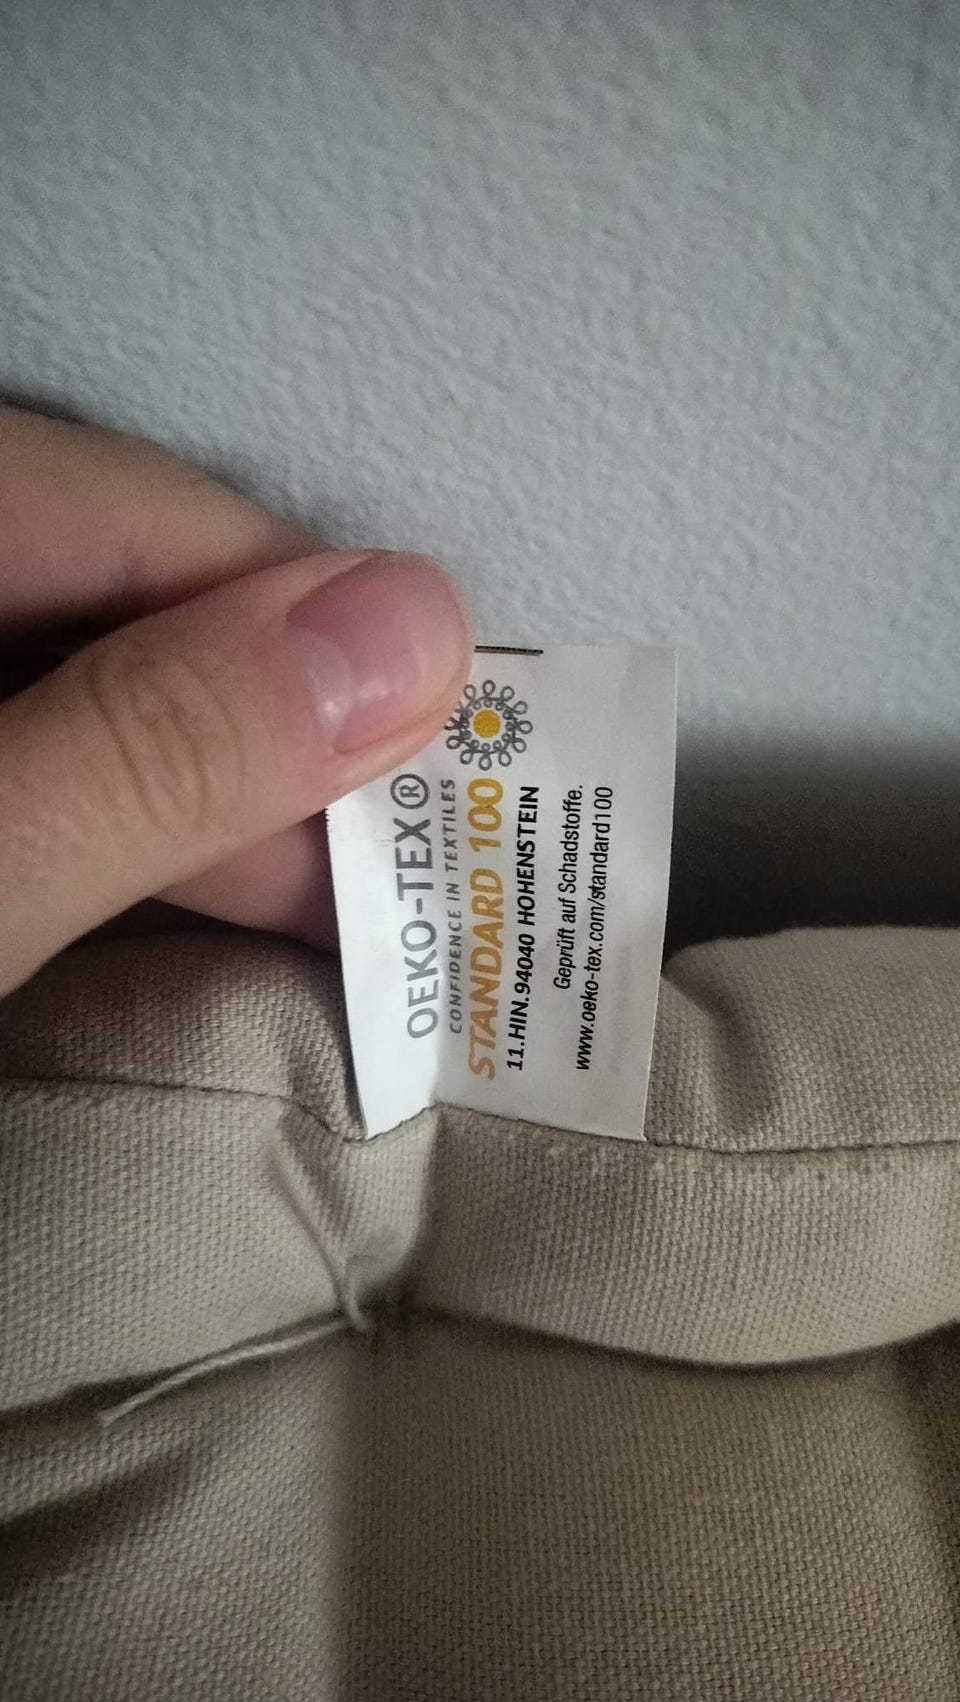 OEKO-TEX®
CONFIDENCE IN TEXTILES
STANDARD 100
11.HIN.94040 HOHENSTEIN
Geprüft auf Schadstoffe.
www.oeko-tex.com/standard100